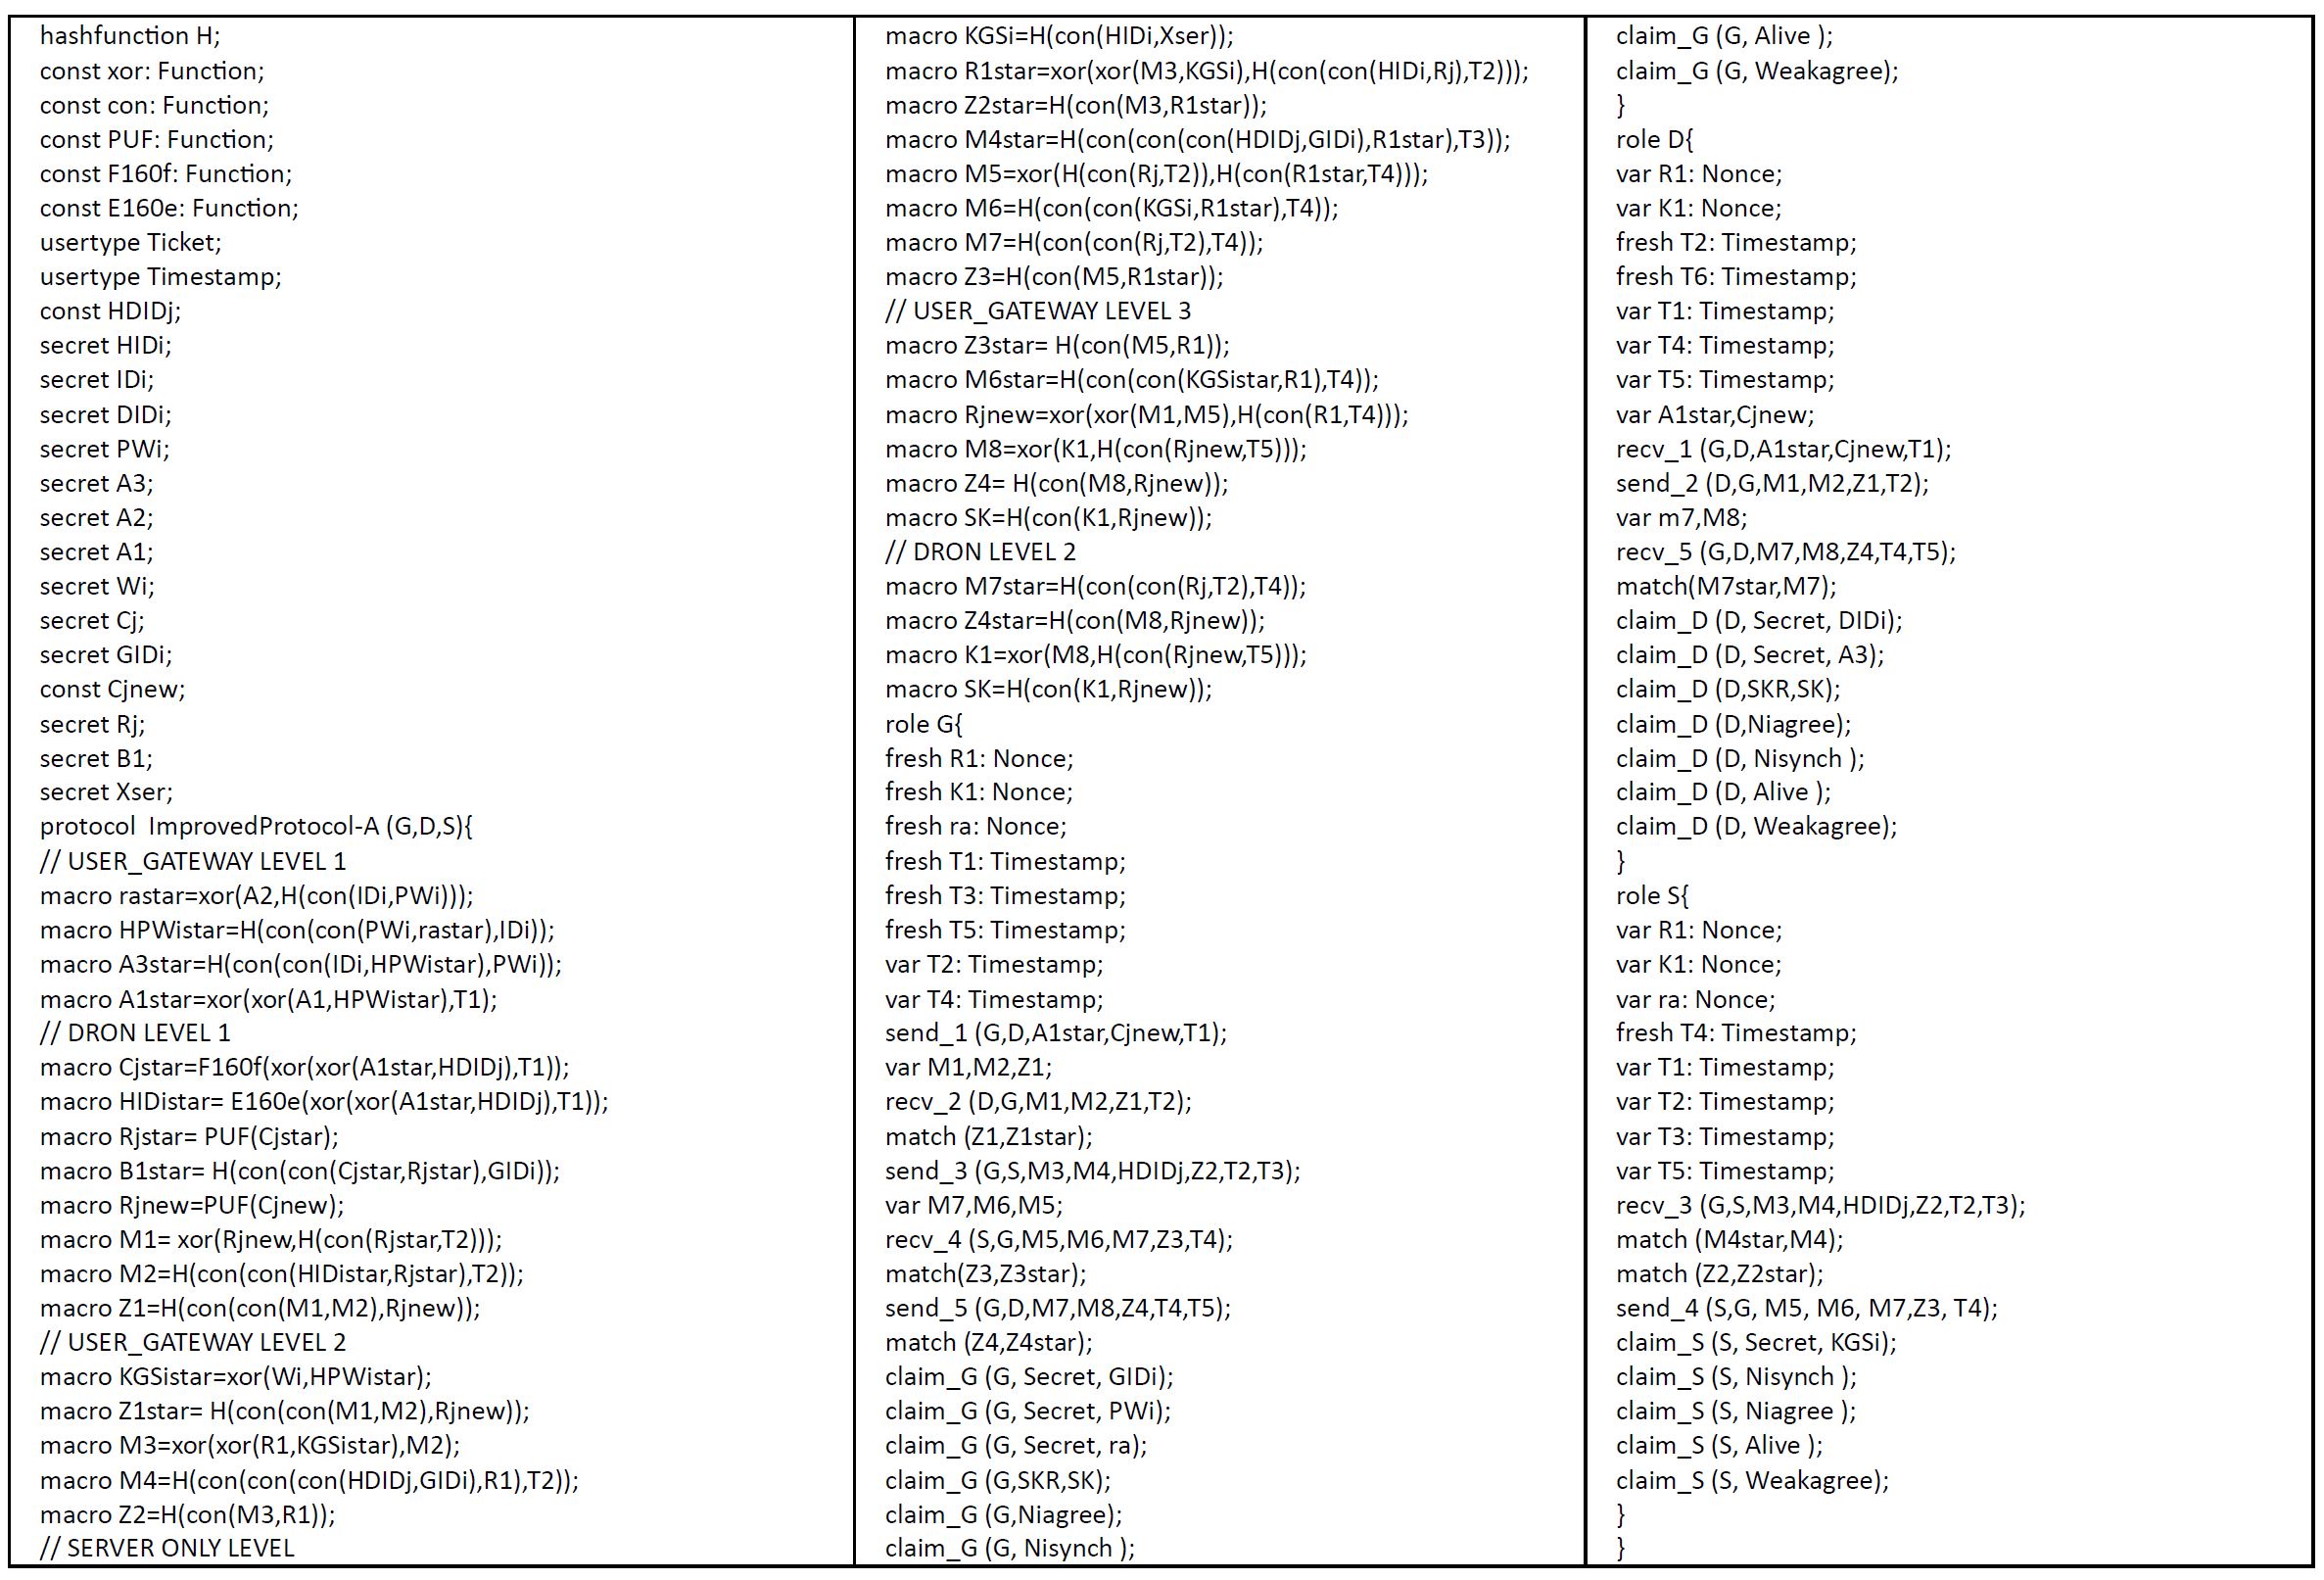 hashfunction H;
const xor: Function;
const con: Function;
const PUF: Function;
const F160f: Function;
const E160e: Function;
usertype Ticket;
usertype Timestamp;
const HDIDj;
secret HIDi;
secret IDi;
secret DIDi;
secret PWi;
secret A3;
secret A2;
secret A1;
secret Wi;
secret Cj;
secret GIDi;
const Cjnew;
secret Rj;
secret B1;
secret Xser;
protocol  ImprovedProtocol-A (G,D,S){
// USER_GATEWAY LEVEL 1
macro rastar=xor(A2,H(con(IDi,PWi)));
macro HPWistar=H(con(con(PWi,rastar),IDi));
macro A3star=H(con(con(IDi,HPWistar),PWi));
macro A1star=xor(xor(A1,HPWistar),T1);
// DRON LEVEL 1
macro Cjstar=F160f(xor(xor(A1star,HDIDj),T1));
macro HIDistar= E160e(xor(xor(A1star,HDIDj),T1));
macro Rjstar= PUF(Cjstar);
macro B1star= H(con(con(Cjstar,Rjstar),GIDi));
macro Rjnew=PUF(Cjnew);
macro M1= xor(Rjnew,H(con(Rjstar,T2)));
macro M2=H(con(con(HIDistar,Rjstar),T2));
macro Z1=H(con(con(M1,M2),Rjnew));
// USER_GATEWAY LEVEL 2
macro KGSistar=xor(Wi,HPWistar);
macro Z1star= H(con(con(M1,M2),Rjnew));
macro M3=xor(xor(R1,KGSistar),M2);
macro M4=H(con(con(con(HDIDj,GIDi),R1),T2));
macro Z2=H(con(M3,R1));
// SERVER ONLY LEVEL
macro KGSi=H(con(HIDi,Xser));
macro R1star=xor(xor(M3,KGSi),H(con(con(HIDi,Rj),T2)));
macro Z2star=H(con(M3,R1star));
macro M4star=H(con(con(con(HDIDj,GIDi),R1star),T3));
macro M5=xor(H(con(Rj,T2)),H(con(R1star,T4)));
macro M6=H(con(con(KGSi,R1star),T4));
macro M7=H(con(con(Rj,T2),T4));
macro Z3=H(con(M5,R1star));
// USER_GATEWAY LEVEL 3
macro Z3star= H(con(M5,R1));
macro M6star=H(con(con(KGSistar,R1),T4));
macro Rjnew=xor(xor(M1,M5),H(con(R1,T4)));
macro M8=xor(K1,H(con(Rjnew,T5)));
macro Z4= H(con(M8,Rjnew));
macro SK=H(con(K1,Rjnew));
// DRON LEVEL 2
macro M7star=H(con(con(Rj,T2),T4));
macro Z4star=H(con(M8,Rjnew));
macro K1=xor(M8,H(con(Rjnew,T5)));
macro SK=H(con(K1,Rjnew));
role G{
fresh R1: Nonce;
fresh K1: Nonce;
fresh ra: Nonce;
fresh T1: Timestamp;
fresh T3: Timestamp;
fresh T5: Timestamp;
var T2: Timestamp;
var T4: Timestamp;
send_1 (G,D,A1star,Cjnew,T1);
var M1,M2,Z1;
recv_2 (D,G,M1,M2,Z1,T2);
match (Z1,Z1star);
send_3 (G,S,M3,M4,HDIDj,Z2,T2,T3);
var M7,M6,M5;
recv_4 (S,G,M5,M6,M7,Z3,T4);
match(Z3,Z3star);
send_5 (G,D,M7,M8,Z4,T4,T5);
match (Z4,Z4star);
claim_G (G, Secret, GIDi);
claim_G (G, Secret, PWi);
claim_G (G, Secret, ra);
claim_G (G,SKR,SK);
claim_G (G,Niagree);
claim_G (G, Nisynch );
claim_G (G, Alive );
claim_G (G, Weakagree);
}
role D{
var R1: Nonce;
var K1: Nonce;
fresh T2: Timestamp;
fresh T6: Timestamp;
var T1: Timestamp;
var T4: Timestamp;
var T5: Timestamp;
var A1star,Cjnew;
recv_1 (G,D,A1star,Cjnew,T1);
send_2 (D,G,M1,M2,Z1,T2);
var m7,M8;
recv_5 (G,D,M7,M8,Z4,T4,T5);
match(M7star,M7);
claim_D (D, Secret, DIDi);
claim_D (D, Secret, A3);
claim_D (D,SKR,SK);
claim_D (D,Niagree);
claim_D (D, Nisynch );
claim_D (D, Alive );
claim_D (D, Weakagree);
}
role S{
var R1: Nonce;
var K1: Nonce;
var ra: Nonce;
fresh T4: Timestamp;
var T1: Timestamp;
var T2: Timestamp;
var T3: Timestamp;
var T5: Timestamp;
recv_3 (G,S,M3,M4,HDIDj,Z2,T2,T3);
match (M4star,M4);
match (Z2,Z2star);
send_4 (S,G, M5, M6, M7,Z3, T4);
claim_S (S, Secret, KGSi);
claim_S (S, Nisynch );
claim_S (S, Niagree );
claim_S (S, Alive );
claim_S (S, Weakagree);
}
}